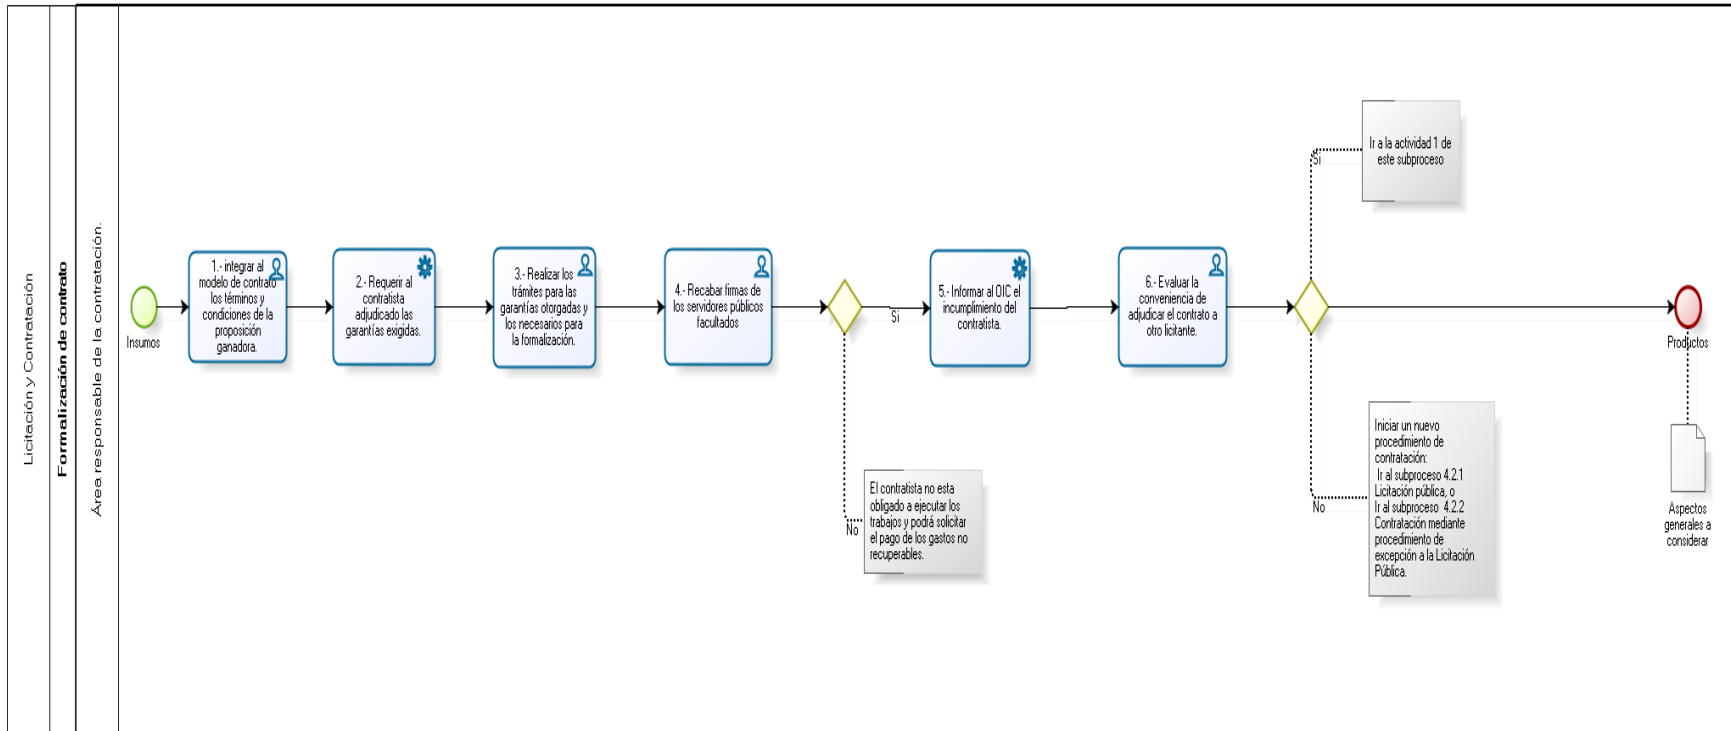 Licitación y Contratación
Formalización de contrato
Área responsable de la contratación.
Insumos
1.- integrar al
modelo de contrato
los términos y
condiciones de la
proposición
ganadora.
2.- Requerir al
contratista
adjudicado las
garantías exigidas.
3.- Realizar los
trámites para las
garantías otorgadas y
los necesarios para
la formalización.
4.- Recabar firmas de
los servidores públicos
facultados
Si
No
El contratista no esta
obligado a ejecutar los
trabajos y podrá solicitar
el pago de los gastos no
recuperables.
5.- Informar al OIC el
incumplimiento del
contratista.
6.- Evaluar la
conveniencia de
adjudicar el contrato a
otro licitante.
Si
Ir a la actividad 1 de
este subproceso
No
Iniciar un nuevo
procedimiento de
contratación:
Ir al subproceso 4.2.1
Licitación pública, o
Ir al subproceso 4.2.2
Contratación mediante
procedimiento de
excepción a la Licitación
Pública.
Productos
Aspectos
generales a
considerar